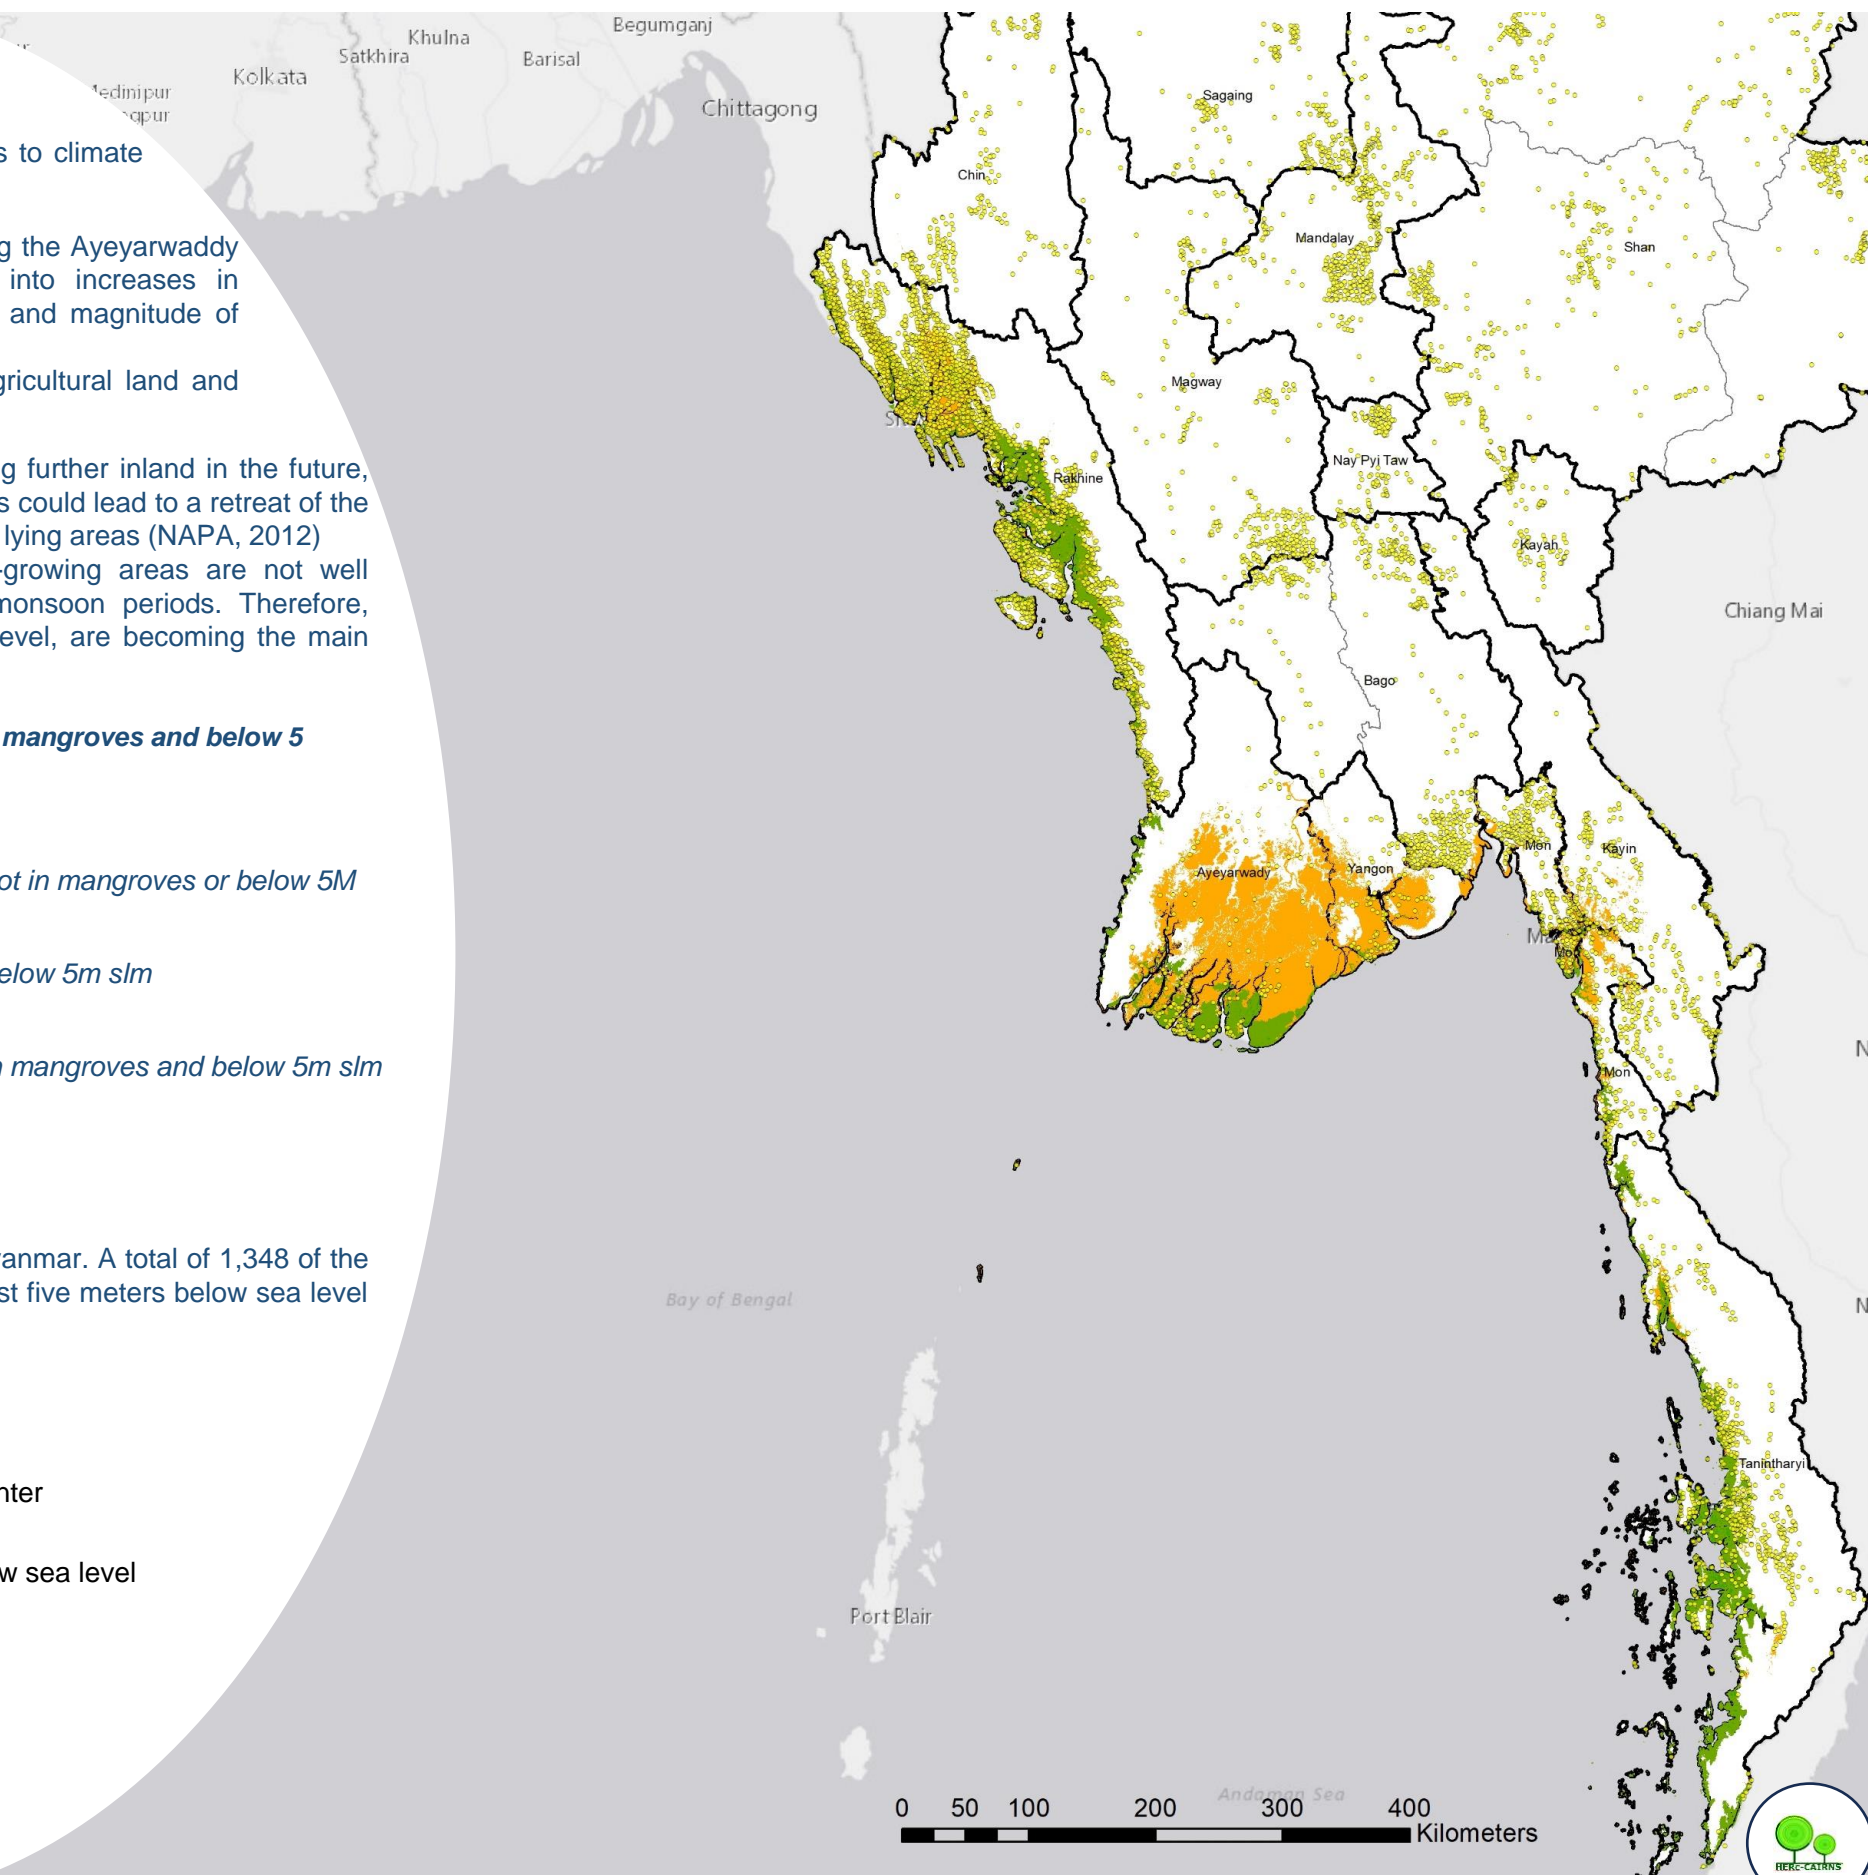 s to climate
g the Ayeyarwaddy
into increases in
and magnitude of
gricultural land and
g further inland in the future,
s could lead to a retreat of the
lying areas (NAPA, 2012)
-growing areas are not well
monsoon periods. Therefore,
evel, are becoming the main
mangroves and below 5
ot in mangroves or below 5M
elow 5m slm
n mangroves and below 5m slm
anmar. A total of 1,348 of the
st five meters below sea level
nter
w sea level
Begumganj
Khulna
Satkhira
Barisal
Kolkata
Medinipur
Chittagong
Sagaing
Chin
Mandalay
Shan
Magway
Nay Pyi Taw
Rakhine
Kayah
Chiang Mai
Bago
Ayeyarwady
Yangon
Mon
Kayin
Mon
Mon
N
Bay of Bengal
N
Tanintharyi
Port Blair
Andaman Sea
0 50 100 200 300 400
Kilometers
HERC-CAIRNS